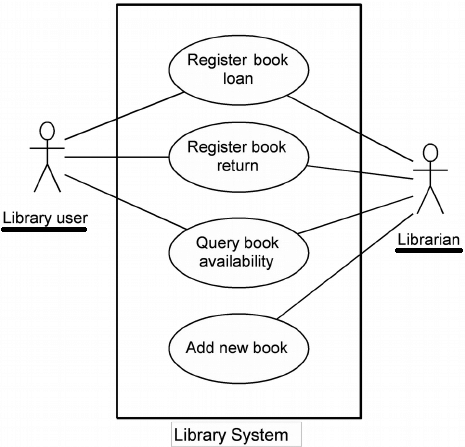 Register book
loan
Register book
return
Library user
Librarian
Query book
availability
Add new book
Library System